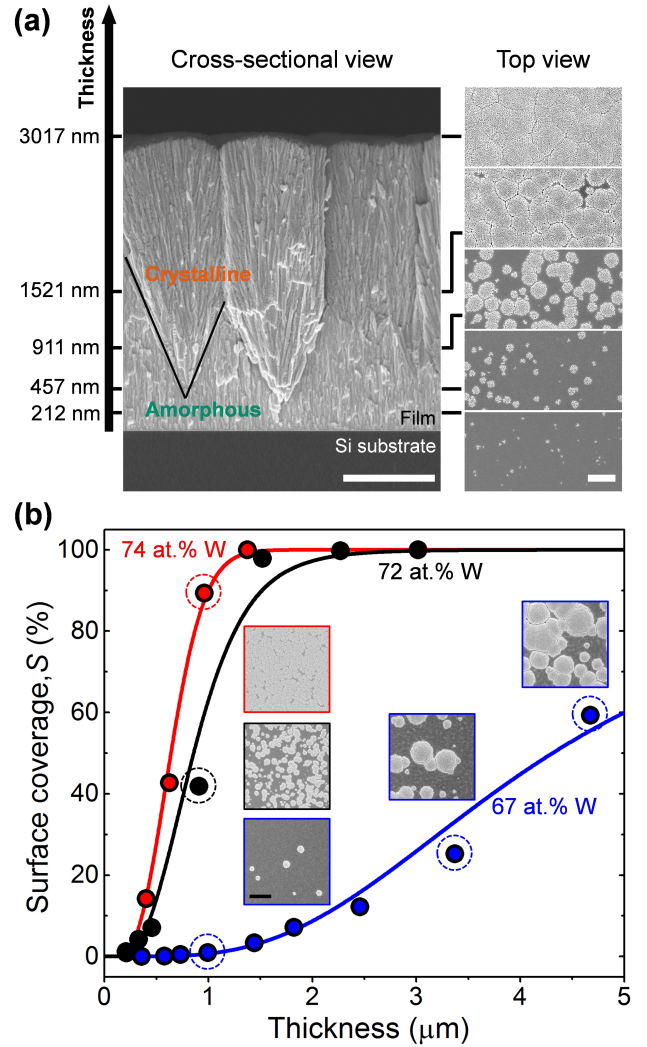 (a)
Thickness
Cross-sectional view
Top view
3017 nm
1521 nm
911 nm
457 nm
212 nm
Crystalline
Amorphous
Film
Si substrate
(b)
74 at.% W
72 at.% W
67 at.% W
Surface coverage, S (%)
100
80
60
40
20
0
0 1 2 3 4 5
Thickness (μm)